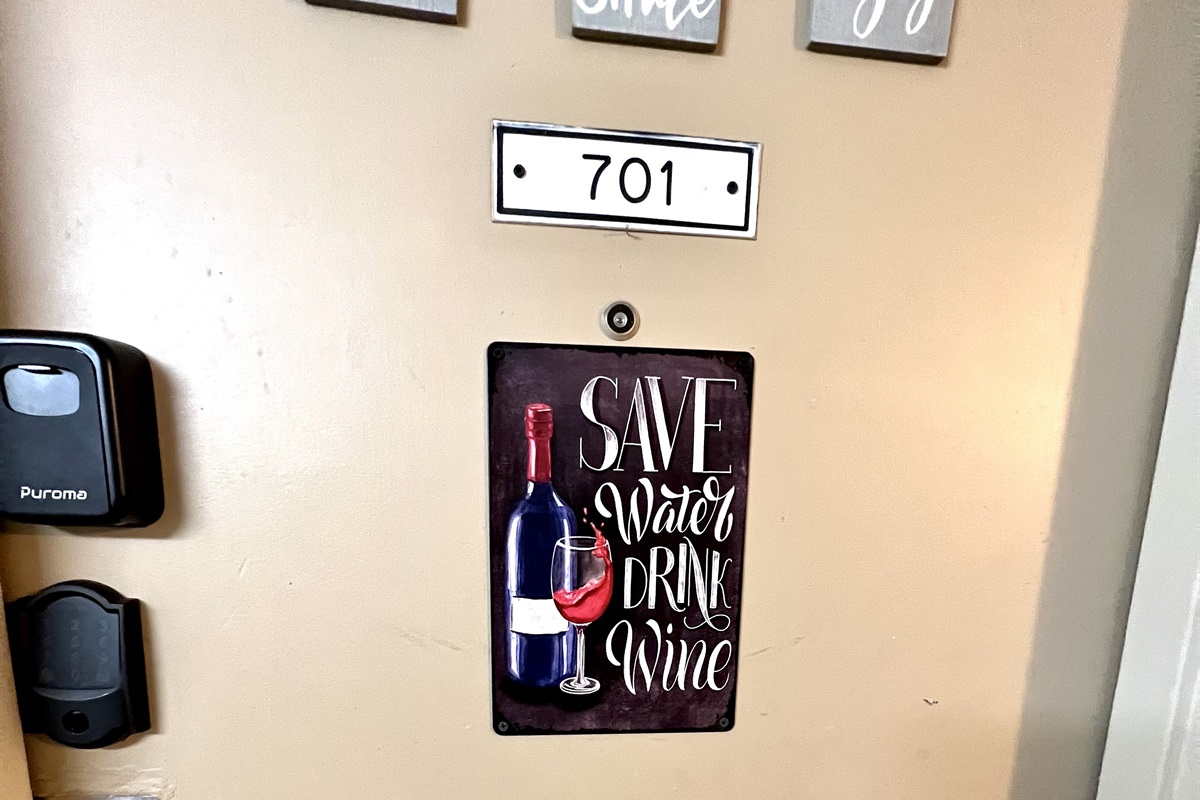 701
SAVE
Water
DRINK
Wine
Puroma